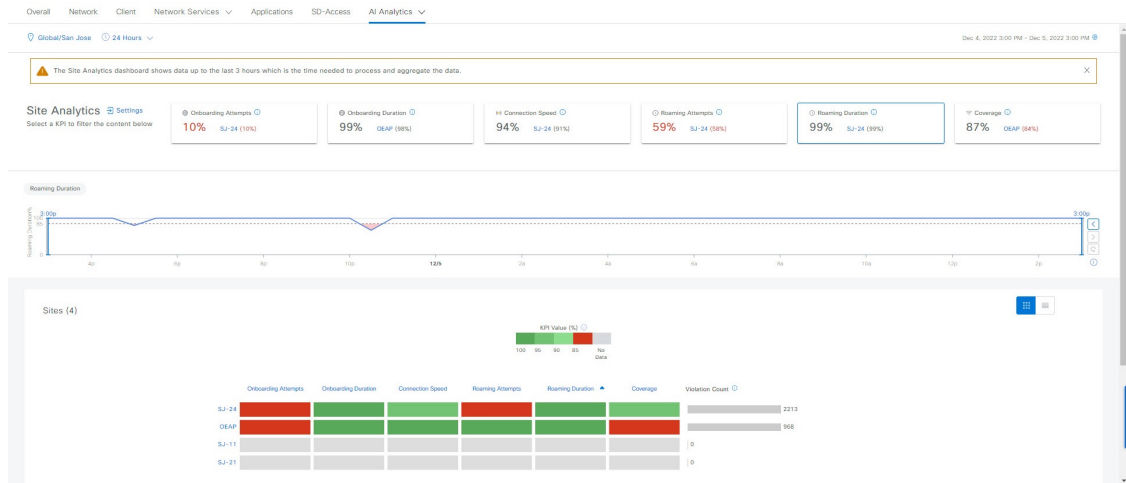 Overall Network Client Network Services Applications SD-Access AI Analytics
Global/San Jose 24 Hours Dec 4, 2022 3:00 PM - Dec 5, 2022 3:00 PM
The Site Analytics dashboard shows data up to the last 3 hours which is the time needed to process and aggregate the data.
Site Analytics Settings
Select a KPI to filter the content below
Onboarding Attempts
10% SJ-24 (10%)
Onboarding Duration
99% OEAP (98%)
Connection Speed
94% SJ-24 (91%)
Roaming Attempts
59% SJ-24 (58%)
Roaming Duration
99% SJ-24 (99%)
Coverage
87% OEAP (84%)
Roaming Duration
3:00p 3:00p
100
85
0
4p 6p 8p 10p 12/5 2a 4a 6a 8a 10a 12p 2p
Sites (4)
KPI Value (%)
100 95 90 85 No
Data
Onboarding Attempts Onboarding Duration Connection Speed Roaming Attempts Roaming Duration Coverage Violation Count
SJ-24 2213
OEAP 968
SJ-11 0
SJ-21 0